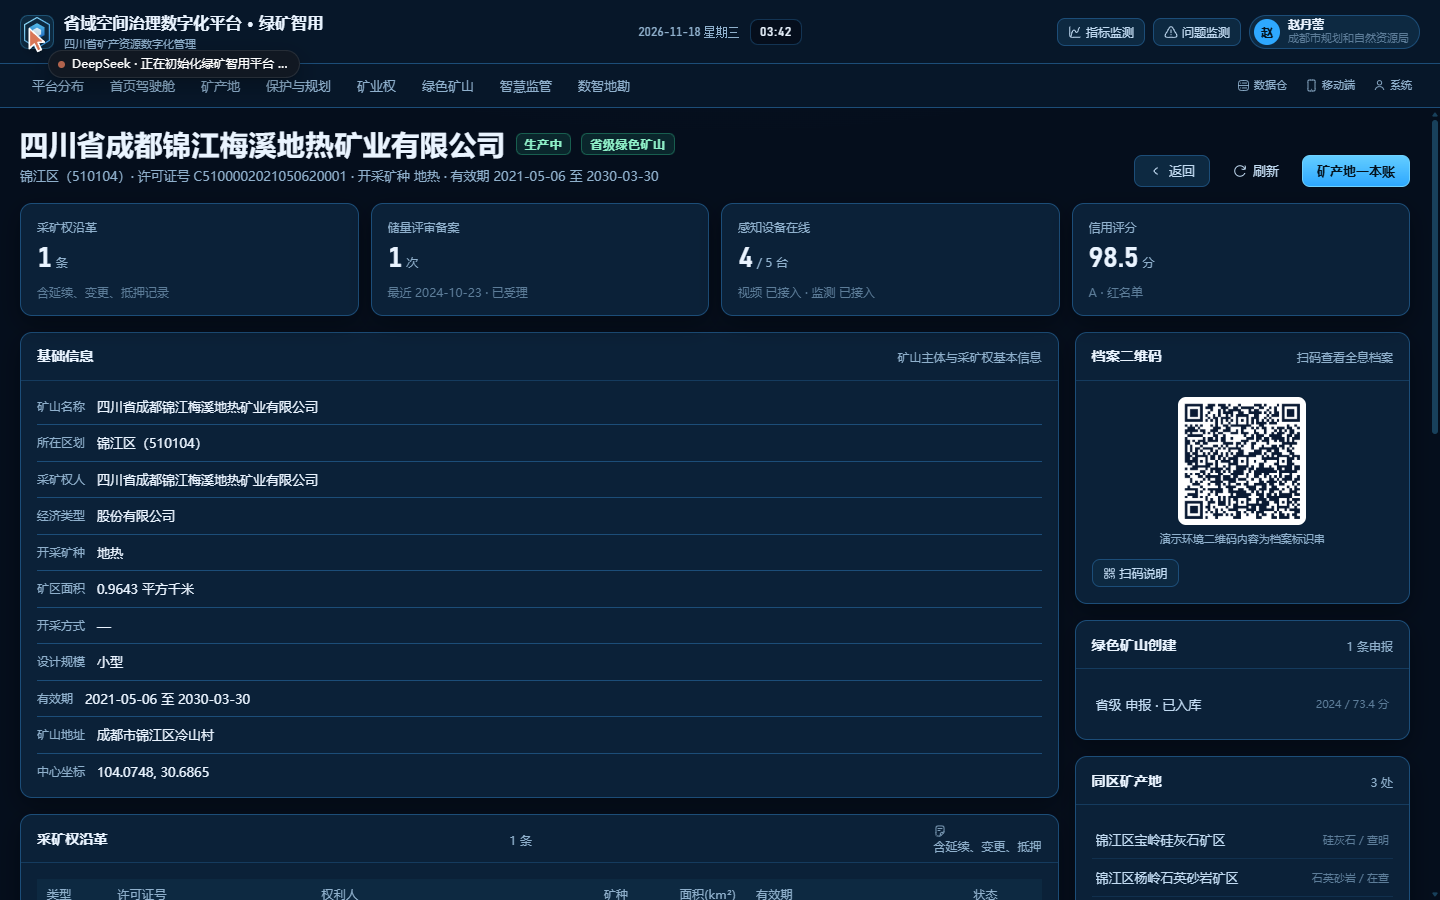 省域空间治理数字化平台 • 绿矿智用
四川省矿产资源数字化管理
2026-11-18 星期三 03:42
指标监测 问题监测
赵 赵丹蕾
成都市规划和自然资源局
DeepSeek · 正在初始化绿矿智用平台 ...
平台分布 首页驾驶舱 矿产地 保护与规划 矿业权 绿色矿山 智慧监管 数智地勘 数据仓 移动端 系统
四川省成都锦江梅溪地热矿业有限公司 生产中 省级绿色矿山
锦江区（510104）· 许可证号 C5100002021050620001 · 开采矿种 地热 · 有效期 2021-05-06 至 2030-03-30
返回 刷新 矿产地一本账
采矿权沿革
1 条
含延续、变更、抵押记录
储量评审备案
1 次
最近 2024-10-23 · 已受理
感知设备在线
4 / 5 台
视频 已接入 · 监测 已接入
信用评分
98.5 分
A · 红名单
基础信息 矿山主体与采矿权基本信息
矿山名称 四川省成都锦江梅溪地热矿业有限公司
所在区划 锦江区（510104）
采矿权人 四川省成都锦江梅溪地热矿业有限公司
经济类型 股份有限公司
开采矿种 地热
矿区面积 0.9643 平方千米
开采方式 —
设计规模 小型
有效期 2021-05-06 至 2030-03-30
矿山地址 成都市锦江区冷山村
中心坐标 104.0748, 30.6865
档案二维码 扫码查看全息档案
演示环境二维码内容为档案标识串
扫码说明
绿色矿山创建 1 条申报
省级 申报 · 已入库 2024 / 73.4 分
同区矿产地 3 处
锦江区宝岭硅灰石矿区 硅灰石 / 查明
锦江区杨岭石英砂岩矿区 石英砂岩 / 在查
采矿权沿革 1 条 含延续、变更、抵押
类型 许可证号 权利人 矿种 面积(km²) 有效期 状态